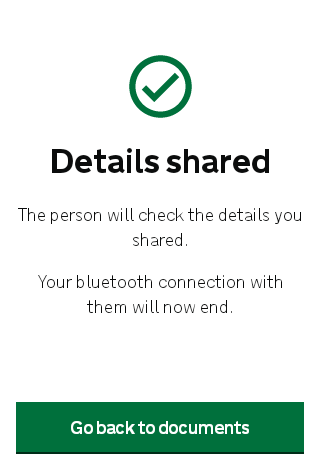 Details shared
The person will check the details you
shared.
Your bluetooth connection with
them will now end.
Go back to documents